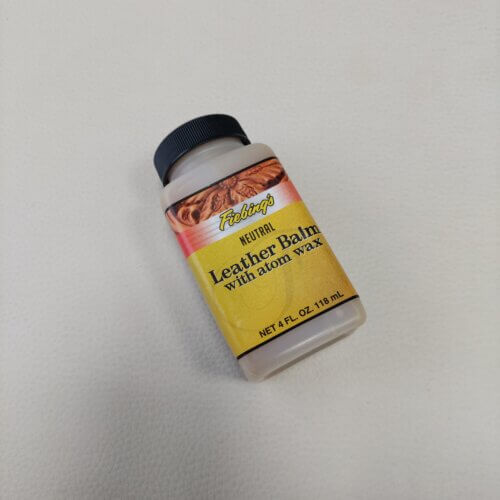 Fiebing's
NEUTRAL
Leather Balm
with atom wax
NET 4 FL. OZ. 118 mL